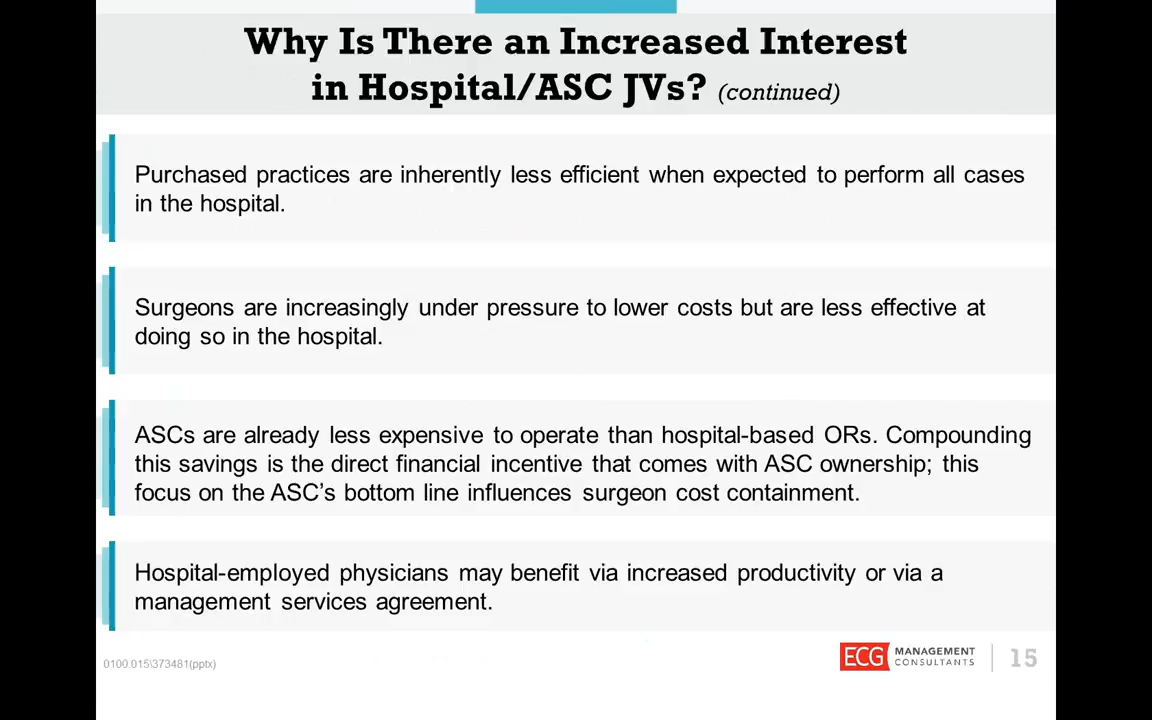 Why Is There an Increased Interest
in Hospital/ASC JVs? (continued)
Purchased practices are inherently less efficient when expected to perform all cases
in the hospital.
Surgeons are increasingly under pressure to lower costs but are less effective at
doing so in the hospital.
ASCs are already less expensive to operate than hospital-based ORs. Compounding
this savings is the direct financial incentive that comes with ASC ownership; this
focus on the ASC’s bottom line influences surgeon cost containment.
Hospital-employed physicians may benefit via increased productivity or via a
management services agreement.
0100.015\373481(pptx)
ECG MANAGEMENT
CONSULTANTS
15